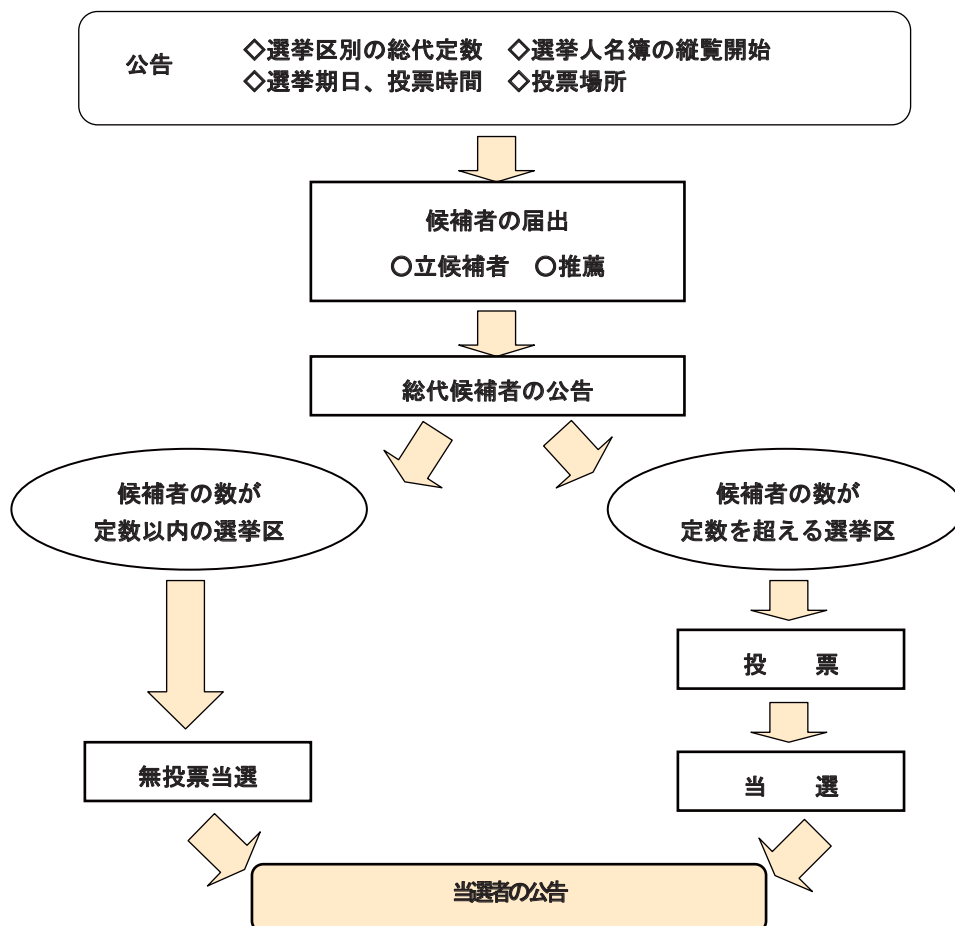 公告
◇選挙区別の総代定数 ◇選挙人名簿の縦覧開始
◇選挙期日、投票時間 ◇投票場所
候補者の届出
○立候補者 ○推薦
総代候補者の公告
候補者の数が
定数以内の選挙区
候補者の数が
定数を超える選挙区
投 票
無投票当選
当 選
当選者の公告